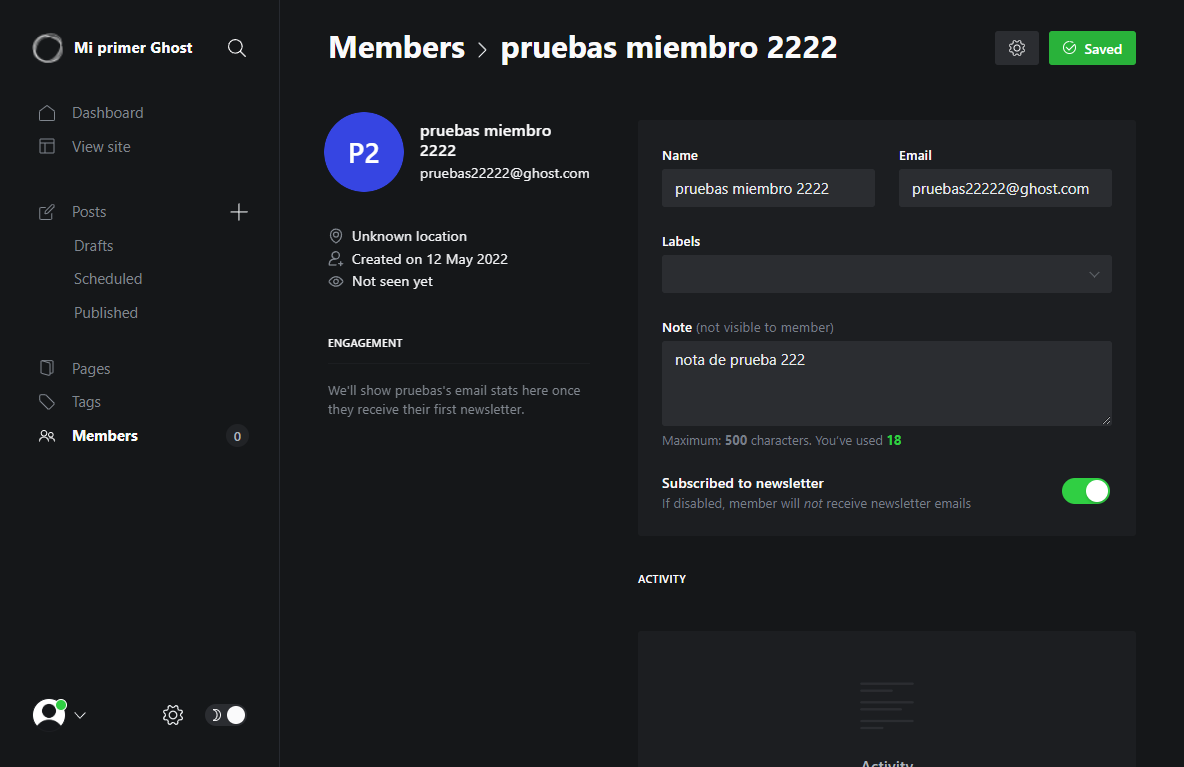 Mi primer Ghost
Dashboard
View site
Posts
Drafts
Scheduled
Published
Pages
Tags
Members
0
Members > pruebas miembro 2222
Saved
P2
pruebas miembro
2222
pruebas22222@ghost.com
Unknown location
Created on 12 May 2022
Not seen yet
ENGAGEMENT
We'll show pruebas's email stats here once
they receive their first newsletter.
Name
pruebas miembro 2222
Email
pruebas22222@ghost.com
Labels
Note (not visible to member)
nota de prueba 222
Maximum: 500 characters. You've used 18
Subscribed to newsletter
If disabled, member will not receive newsletter emails
ACTIVITY
Activity